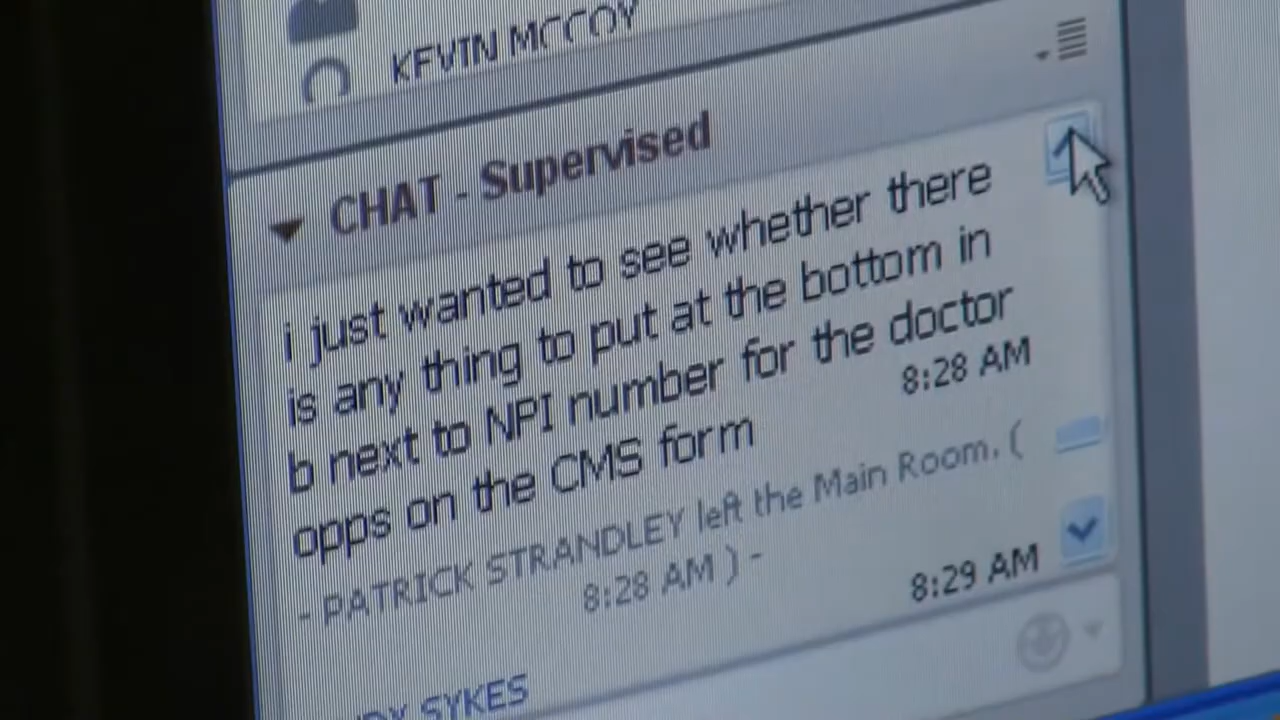 KEVIN MCCOY
CHAT - Supervised
i just wanted to see whether there
is any thing to put at the bottom in
b next to NPI number for the doctor
8:28 AM
opps on the CMS form
- PATRICK STRANDLEY left the Main Room. (
8:28 AM ) -
8:29 AM
SYKES